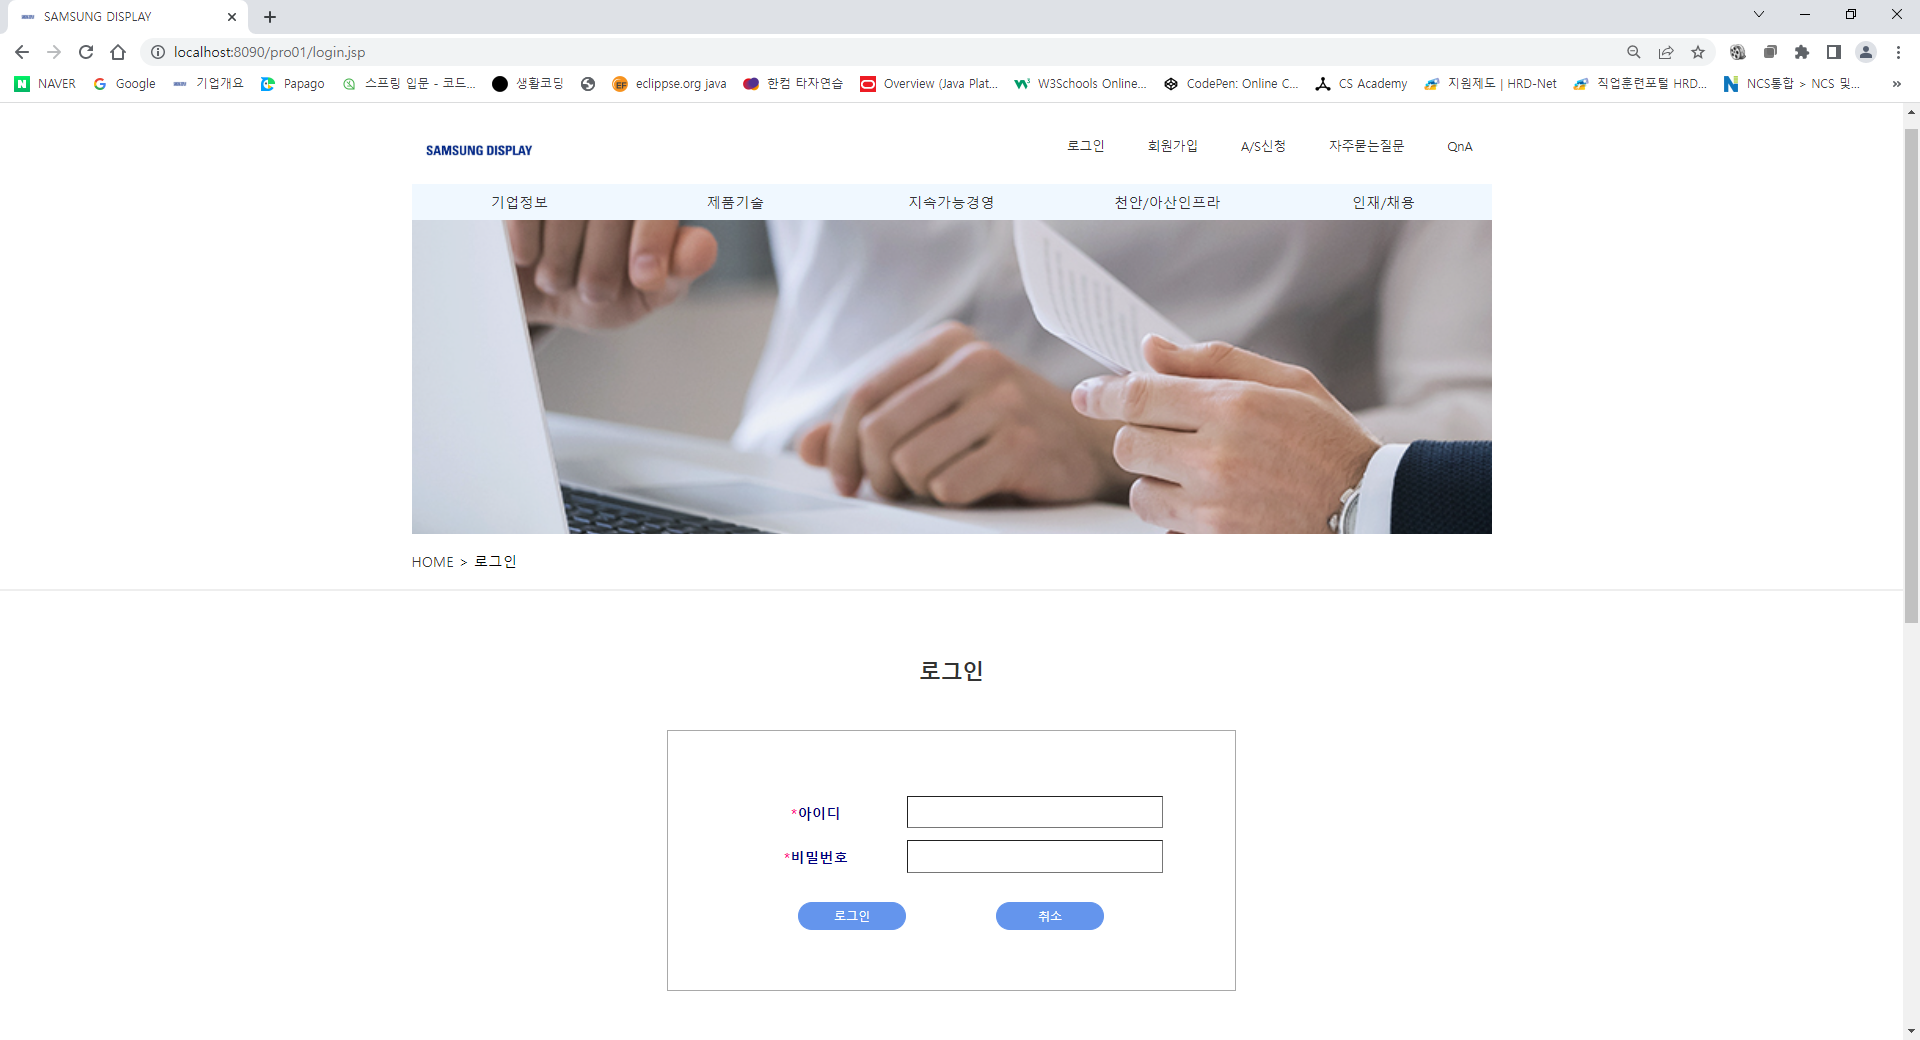 SAMSUNG DISPLAY
localhost:8090/pro01/login.jsp
NAVER Google 기업개요 Papago 스프링 입문 - 코드... 생활코딩 eclippse.org java 한컴 타자연습 Overview (Java Plat... W3Schools Online... CodePen: Online C... CS Academy 지원제도 | HRD-Net 직업훈련포털 HRD... NCS통합 > NCS 및... »
SAMSUNG DISPLAY
로그인 회원가입 A/S신청 자주묻는질문 QnA
기업정보 제품기술 지속가능경영 천안/아산인프라 인재/채용
HOME > 로그인
로그인
*아이디
*비밀번호
로그인 취소